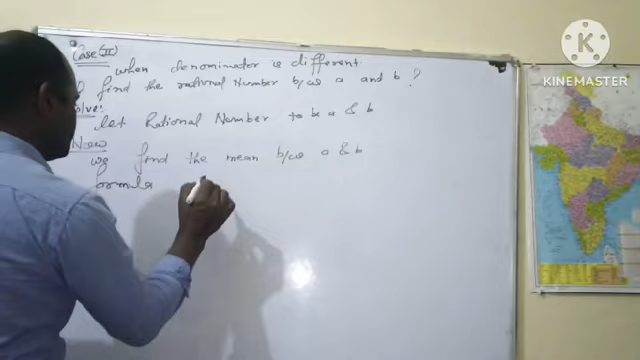 Case (II)
when denominator is different
find the rational Number b/w a and b ?
Solve:
let Rational Number to be a & b
Now
we find the mean b/w a & b
formula
KINEMASTER